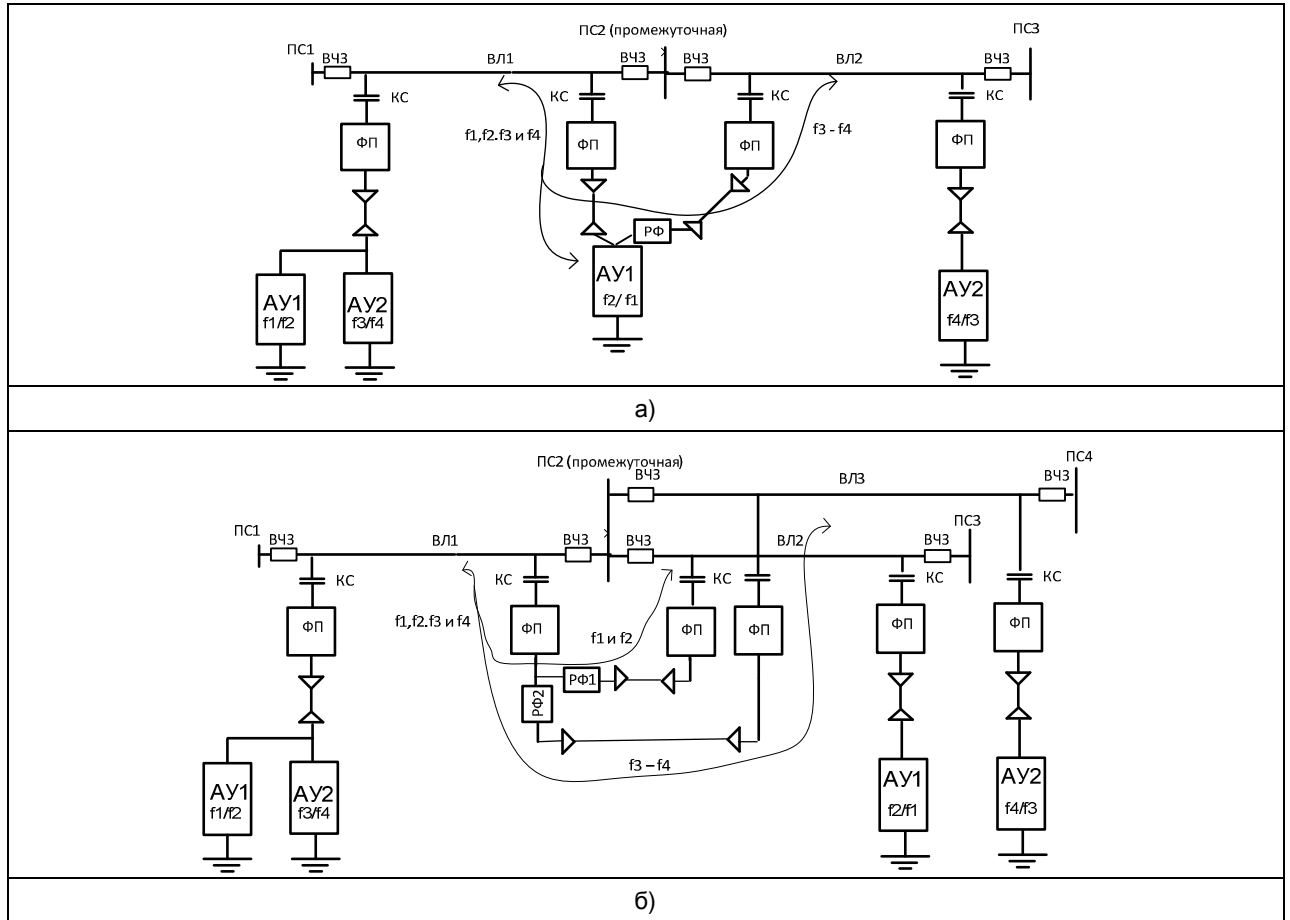 ПС2 (промежуточная)
ПС1 ВЧЗ ВЛ1 ВЧЗ ВЧЗ ВЛ2 ВЧЗ ПС3
КС КС КС КС
ФП ФП ФП ФП
f1,f2.f3 и f4 f3 - f4
РФ
АУ1 f1/f2
АУ2 f3/f4
АУ1 f2/ f1
АУ2 f4/f3
а)
ПС2 (промежуточная) ПС4
ВЧЗ ВЛ3 ВЧЗ
ПС1 ВЧЗ ВЛ1 ВЧЗ ВЧЗ ВЛ2 ВЧЗ ПС3
КС КС КС КС КС
ФП ФП ФП ФП ФП ФП
f1,f2.f3 и f4 f1 и f2
РФ1
РФ2
f3 – f4
АУ1 f1/f2
АУ2 f3/f4
АУ1 f2/f1
АУ2 f4/f3
б)